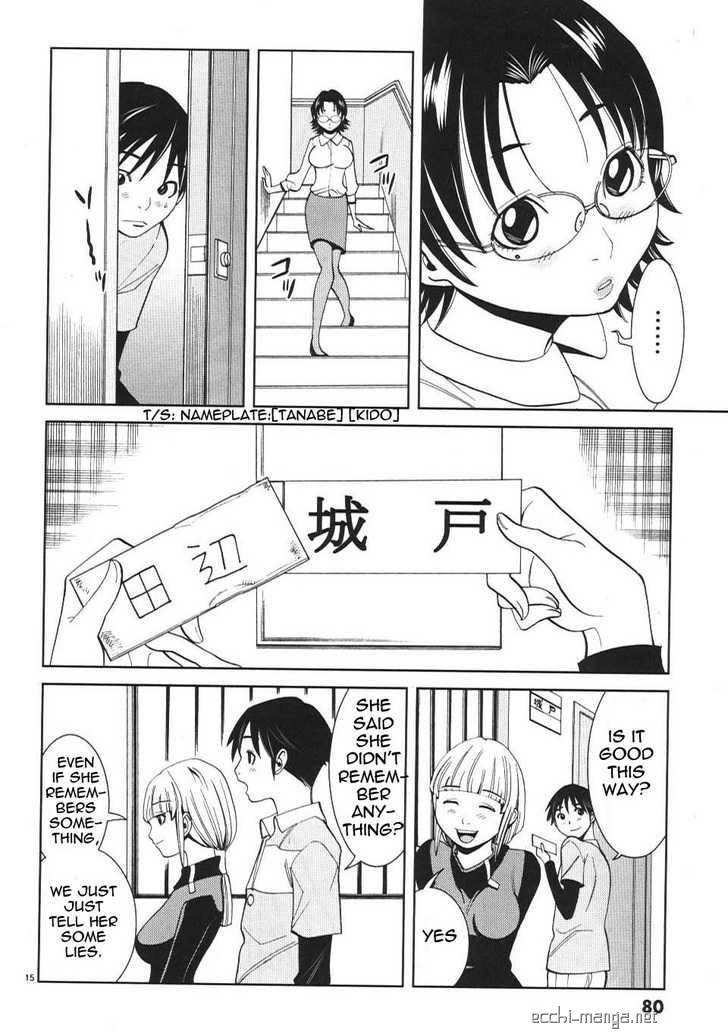 ......
T/S: NAMEPLATE:[TANABE] [KIDO]
城 戸
田 辺
城戸
IS IT
GOOD
THIS
WAY?
YES
SHE
SAID
SHE
DIDN'T
REMEM-
BER
ANY-
THING?
EVEN
IF SHE
REMEM-
BERS
SOME-
THING,
WE JUST
JUST
TELL HER
SOME
LIES.
15
80
ecchi-manga.net